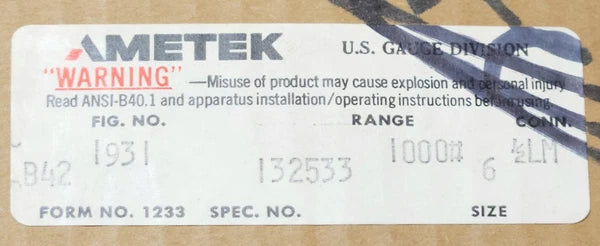 AMETEK U.S. GAUGE DIVISION
"WARNING" —Misuse of product may cause explosion and personal injury
Read ANSI-B40.1 and apparatus installation/operating instructions before using.
FIG. NO. RANGE CONN.
1931 1000# ½LM
B42 132533 6
FORM NO. 1233 SPEC. NO. SIZE